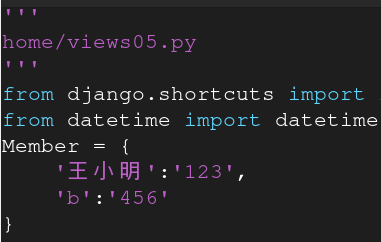 '''
home/views05.py
'''
from django.shortcuts import
from datetime import datetime
Member = {
    '王小明':'123',
    'b':'456'
}